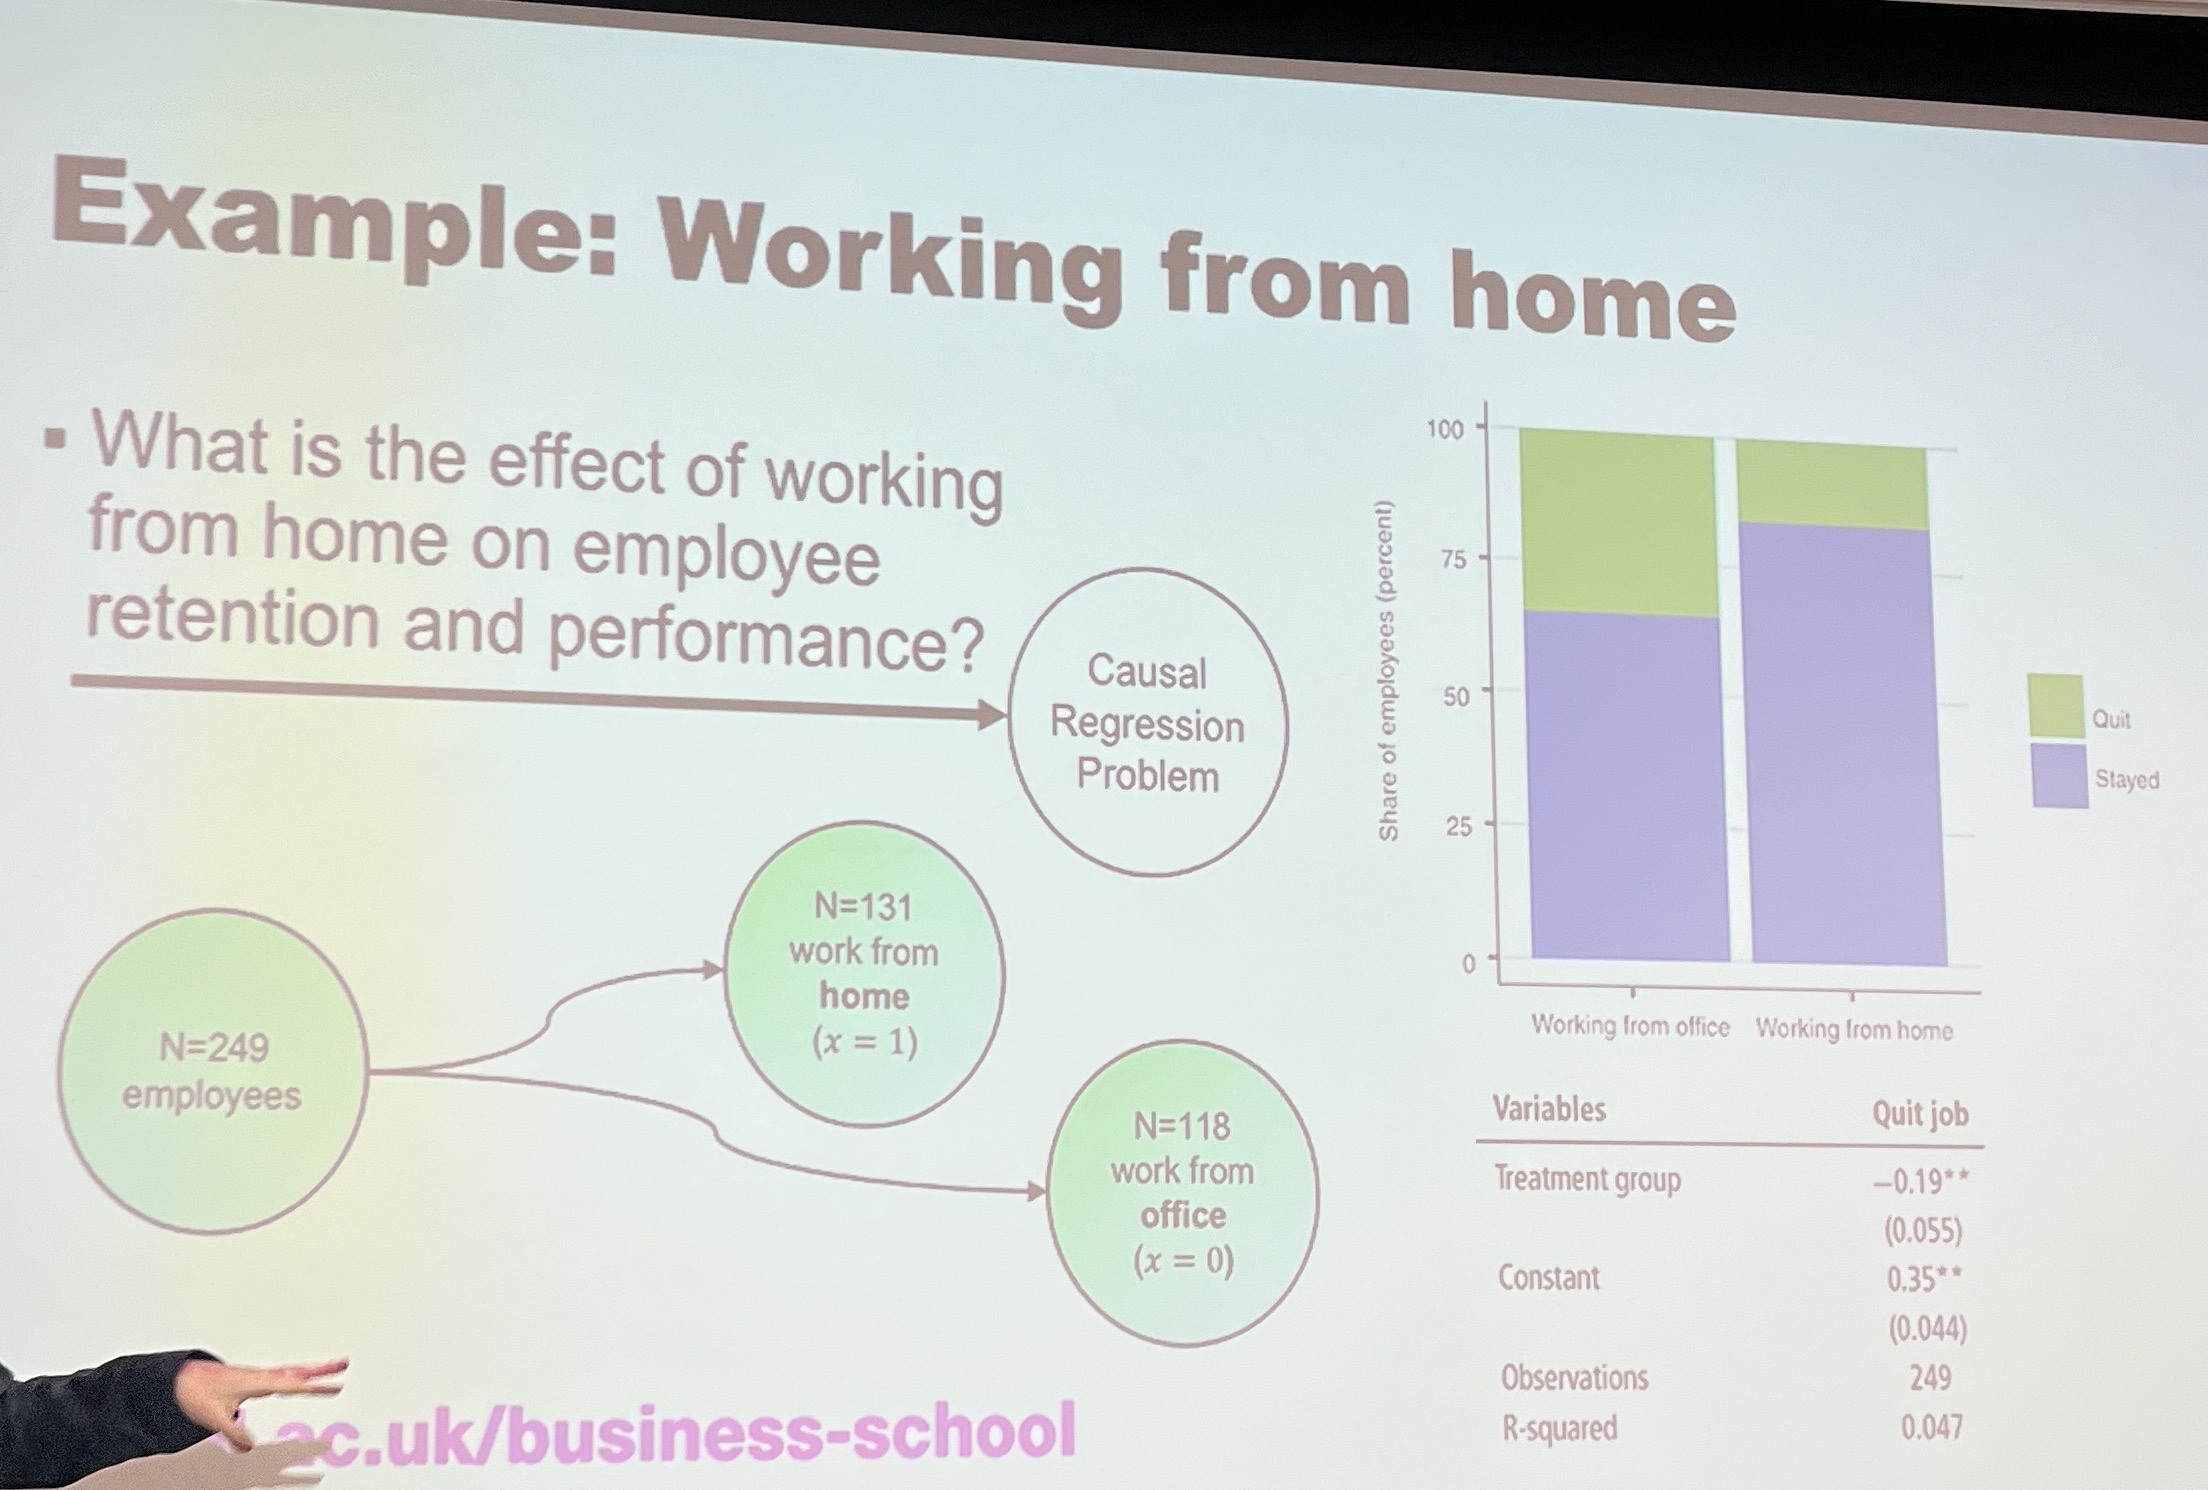 Example: Working from home
▪ What is the effect of working
from home on employee
retention and performance?
Causal
Regression
Problem
N=249
employees
N=131
work from
home
(x = 1)
N=118
work from
office
(x = 0)
Share of employees (percent)
100
75
50
25
0
Working from office Working from home
Quit
Stayed
Variables Quit job
Treatment group −0.19**
(0.055)
Constant 0.35**
(0.044)
Observations 249
R-squared 0.047
ac.uk/business-school